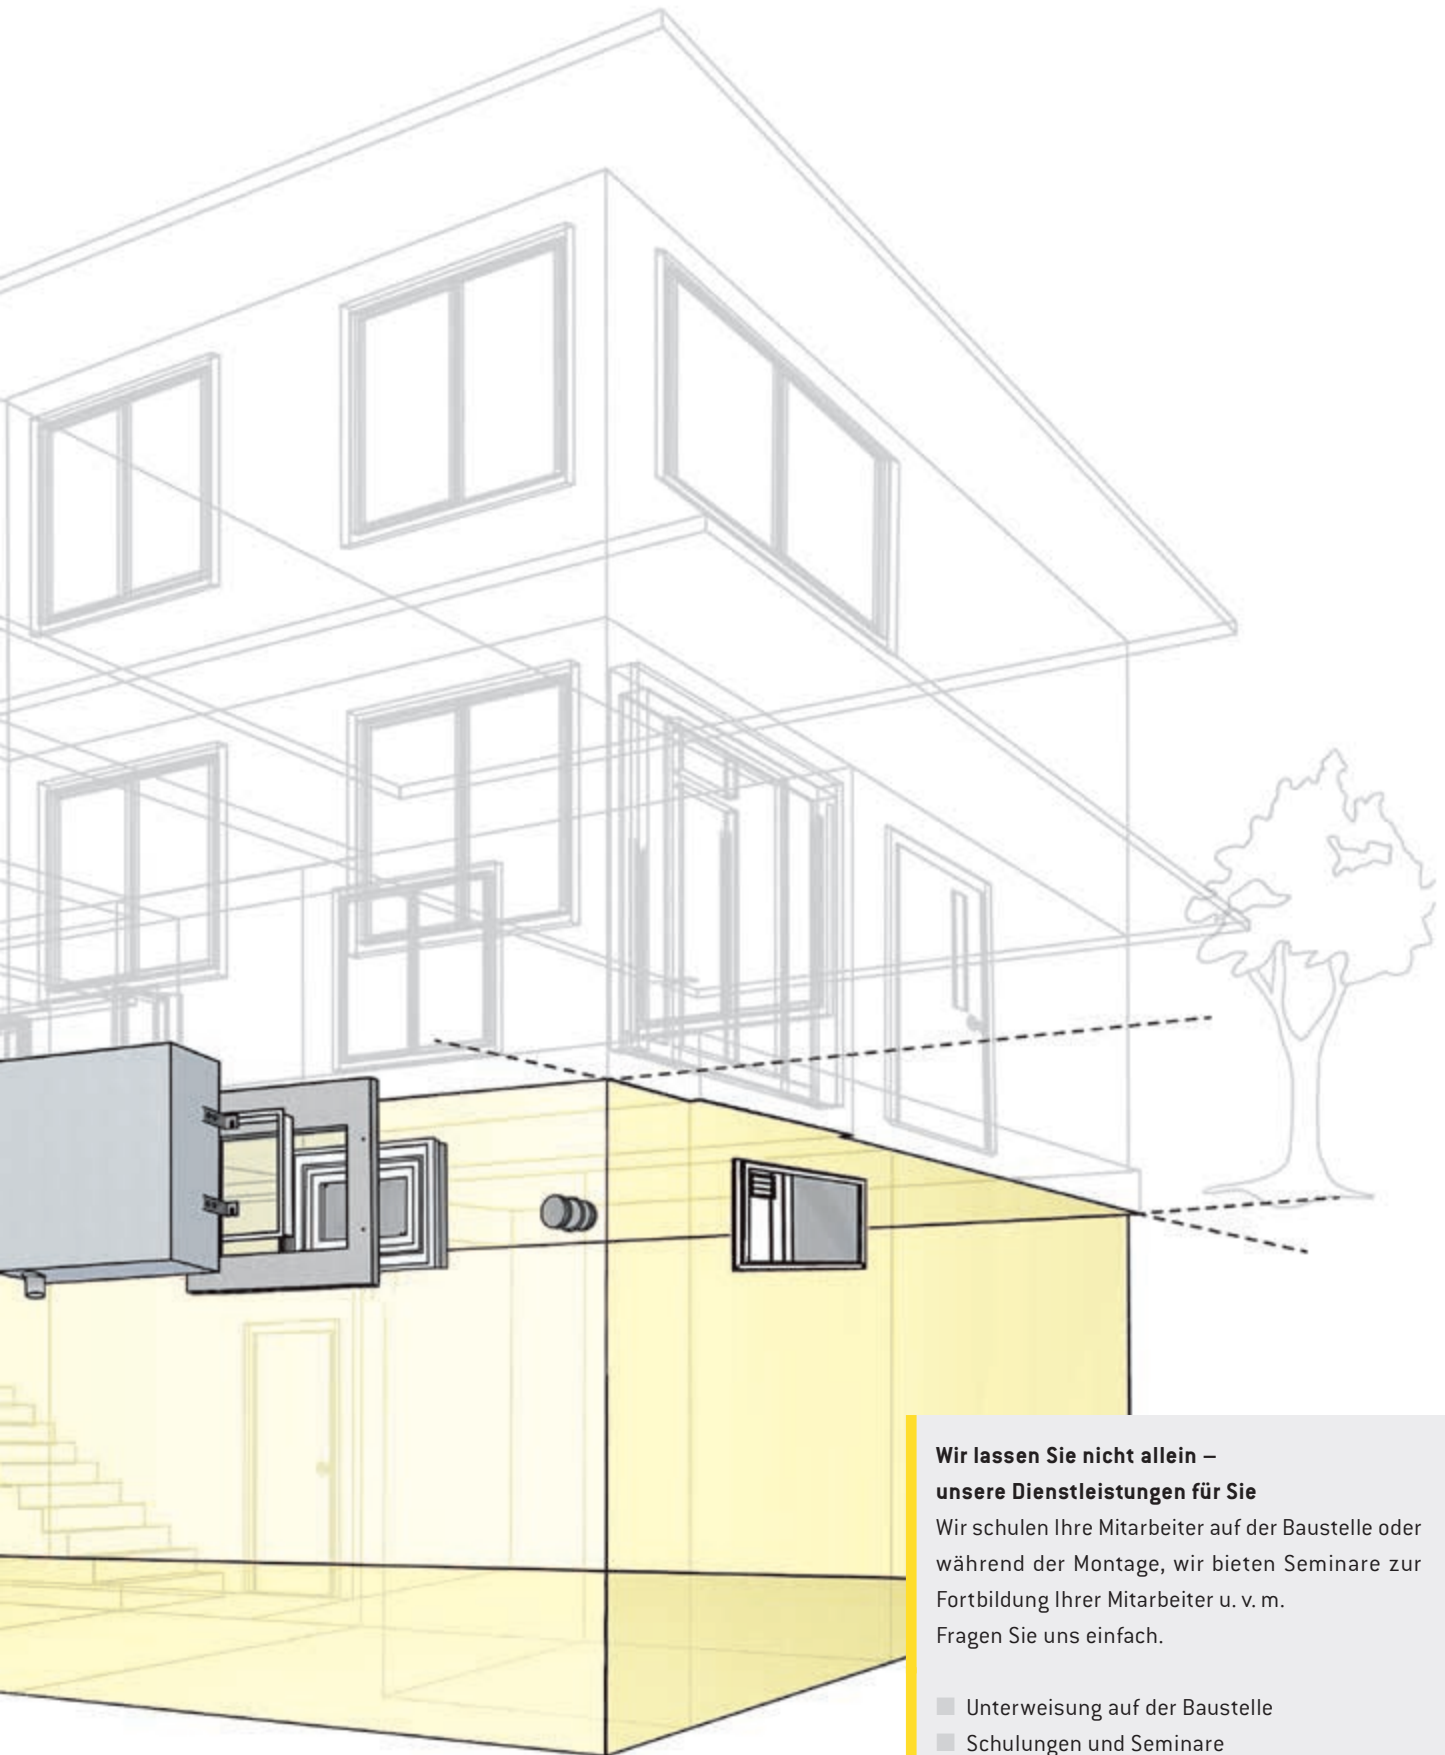 Wir lassen Sie nicht allein –
unsere Dienstleistungen für Sie
Wir schulen Ihre Mitarbeiter auf der Baustelle oder
während der Montage, wir bieten Seminare zur
Fortbildung Ihrer Mitarbeiter u. v. m.
Fragen Sie uns einfach.
Unterweisung auf der Baustelle
Schulungen und Seminare